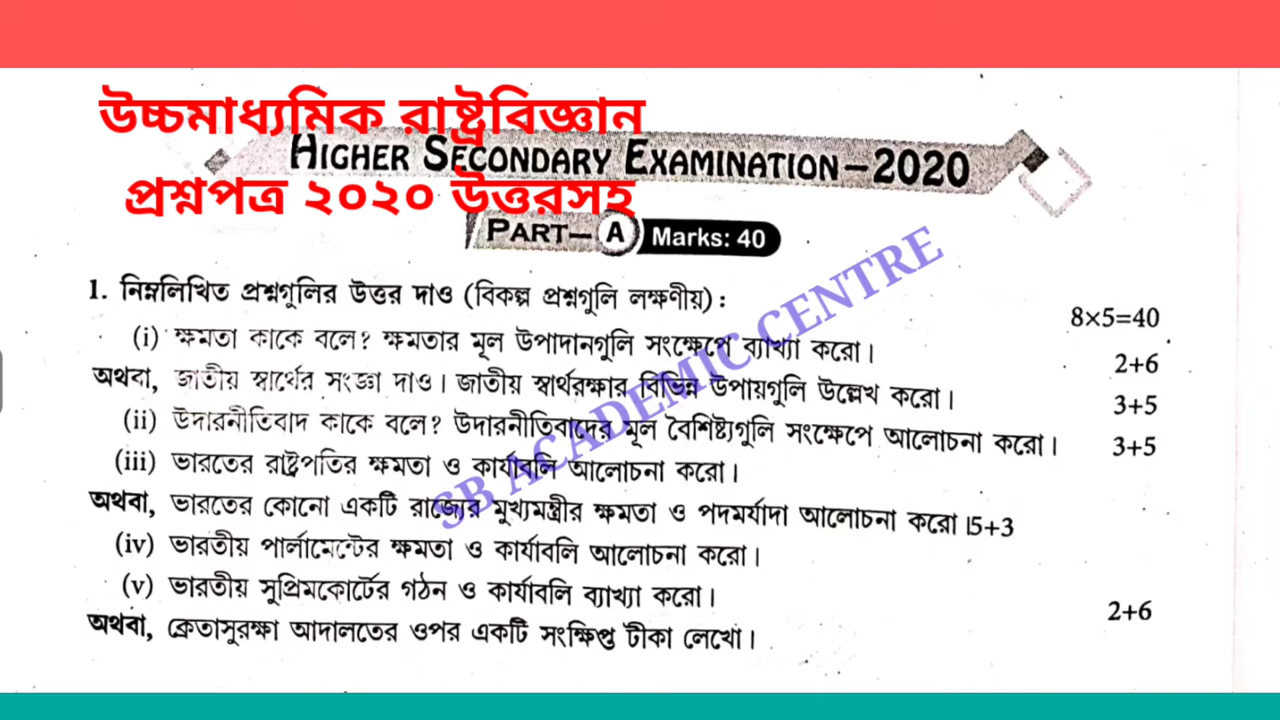 উচ্চমাধ্যমিক রাষ্ট্রবিজ্ঞান
প্রশ্নপত্র ২০২০ উত্তরসহ
HIGHER SECONDARY EXAMINATION–2020
PART– A Marks: 40
1. নিম্নলিখিত প্রশ্নগুলির উত্তর দাও (বিকল্প প্রশ্নগুলি লক্ষণীয়) : 8×5=40
(i) ক্ষমতা কাকে বলে? ক্ষমতার মূল উপাদানগুলি সংক্ষেপে ব্যাখ্যা করো। 2+6
অথবা, জাতীয় স্বার্থের সংজ্ঞা দাও। জাতীয় স্বার্থরক্ষার বিভিন্ন উপায়গুলি উল্লেখ করো। 3+5
(ii) উদারনীতিবাদ কাকে বলে? উদারনীতিবাদের মূল বৈশিষ্ট্যগুলি সংক্ষেপে আলোচনা করো। 3+5
(iii) ভারতের রাষ্ট্রপতির ক্ষমতা ও কার্যাবলি আলোচনা করো।
অথবা, ভারতের কোনো একটি রাজ্যের মুখ্যমন্ত্রীর ক্ষমতা ও পদমর্যাদা আলোচনা করো।5+3
(iv) ভারতীয় পার্লামেন্টের ক্ষমতা ও কার্যাবলি আলোচনা করো।
(v) ভারতীয় সুপ্রিমকোর্টের গঠন ও কার্যাবলি ব্যাখ্যা করো। 2+6
অথবা, ক্রেতাসুরক্ষা আদালতের ওপর একটি সংক্ষিপ্ত টীকা লেখো।
SB ACADEMIC CENTRE